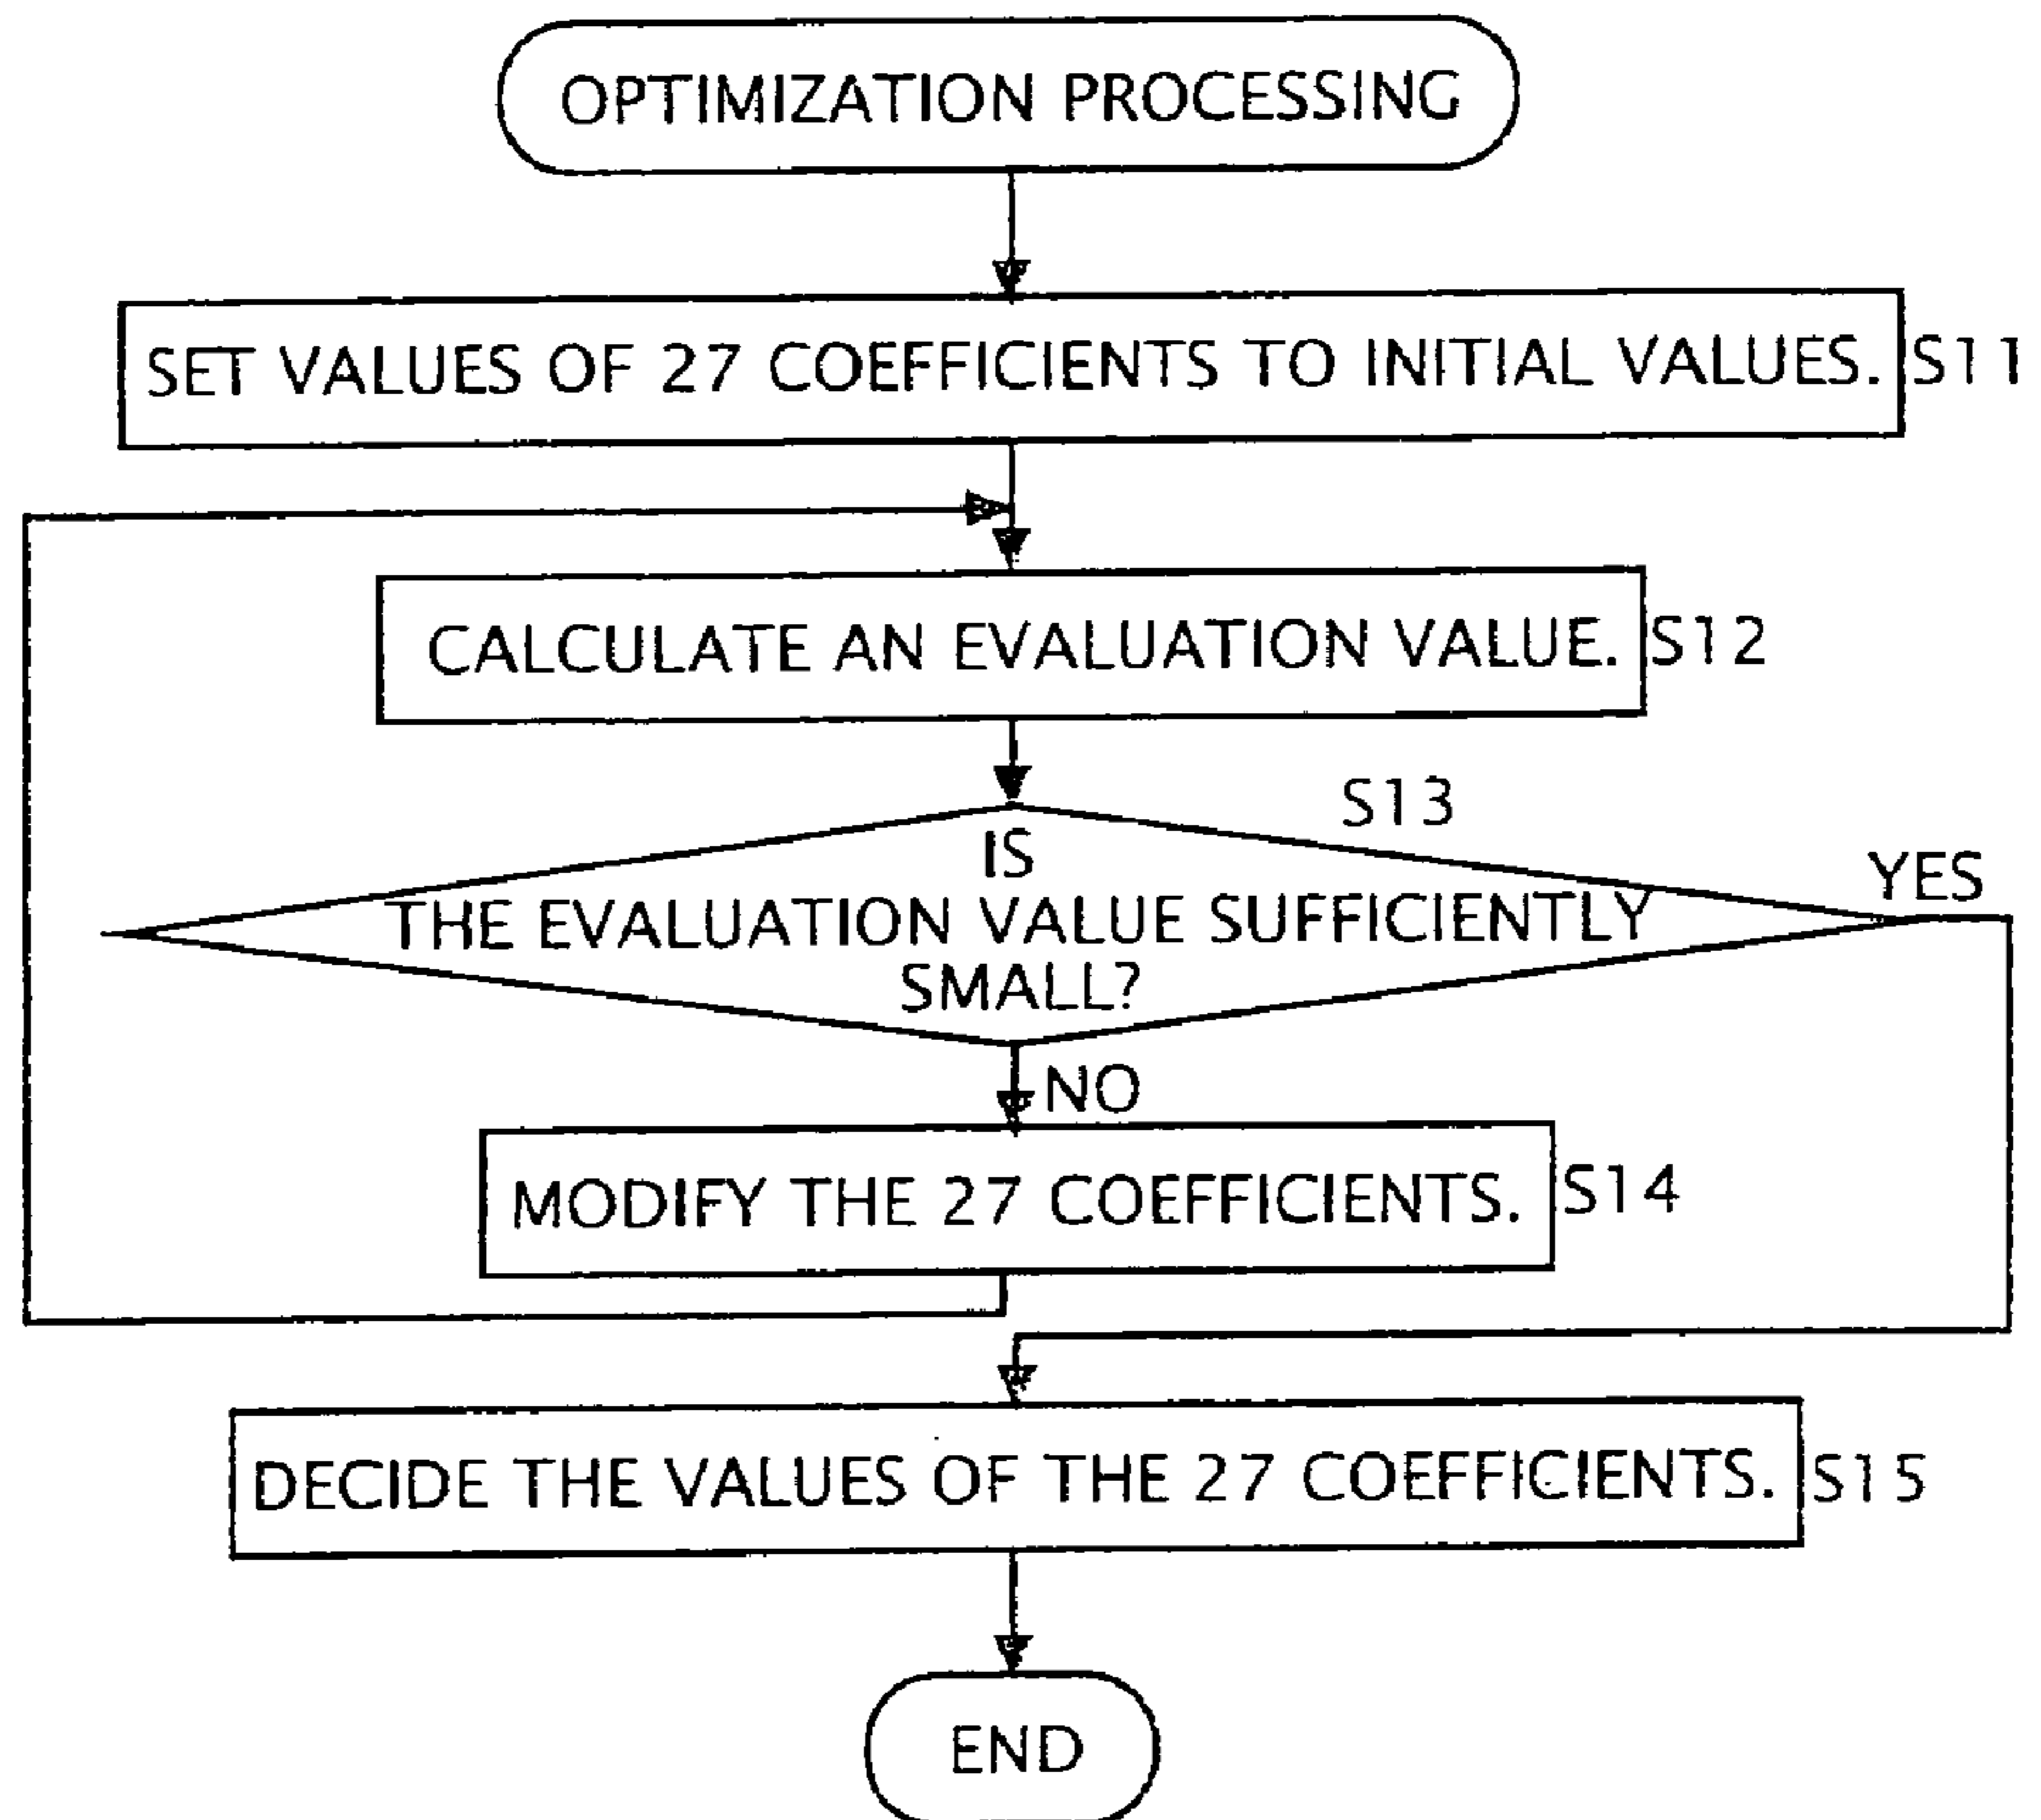 OPTIMIZATION PROCESSING
SET VALUES OF 27 COEFFICIENTS TO INITIAL VALUES. S11
CALCULATE AN EVALUATION VALUE. S12
S13
IS
YES
THE EVALUATION VALUE SUFFICIENTLY
SMALL?
NO
MODIFY THE 27 COEFFICIENTS. S14
DECIDE THE VALUES OF THE 27 COEFFICIENTS. S15
END